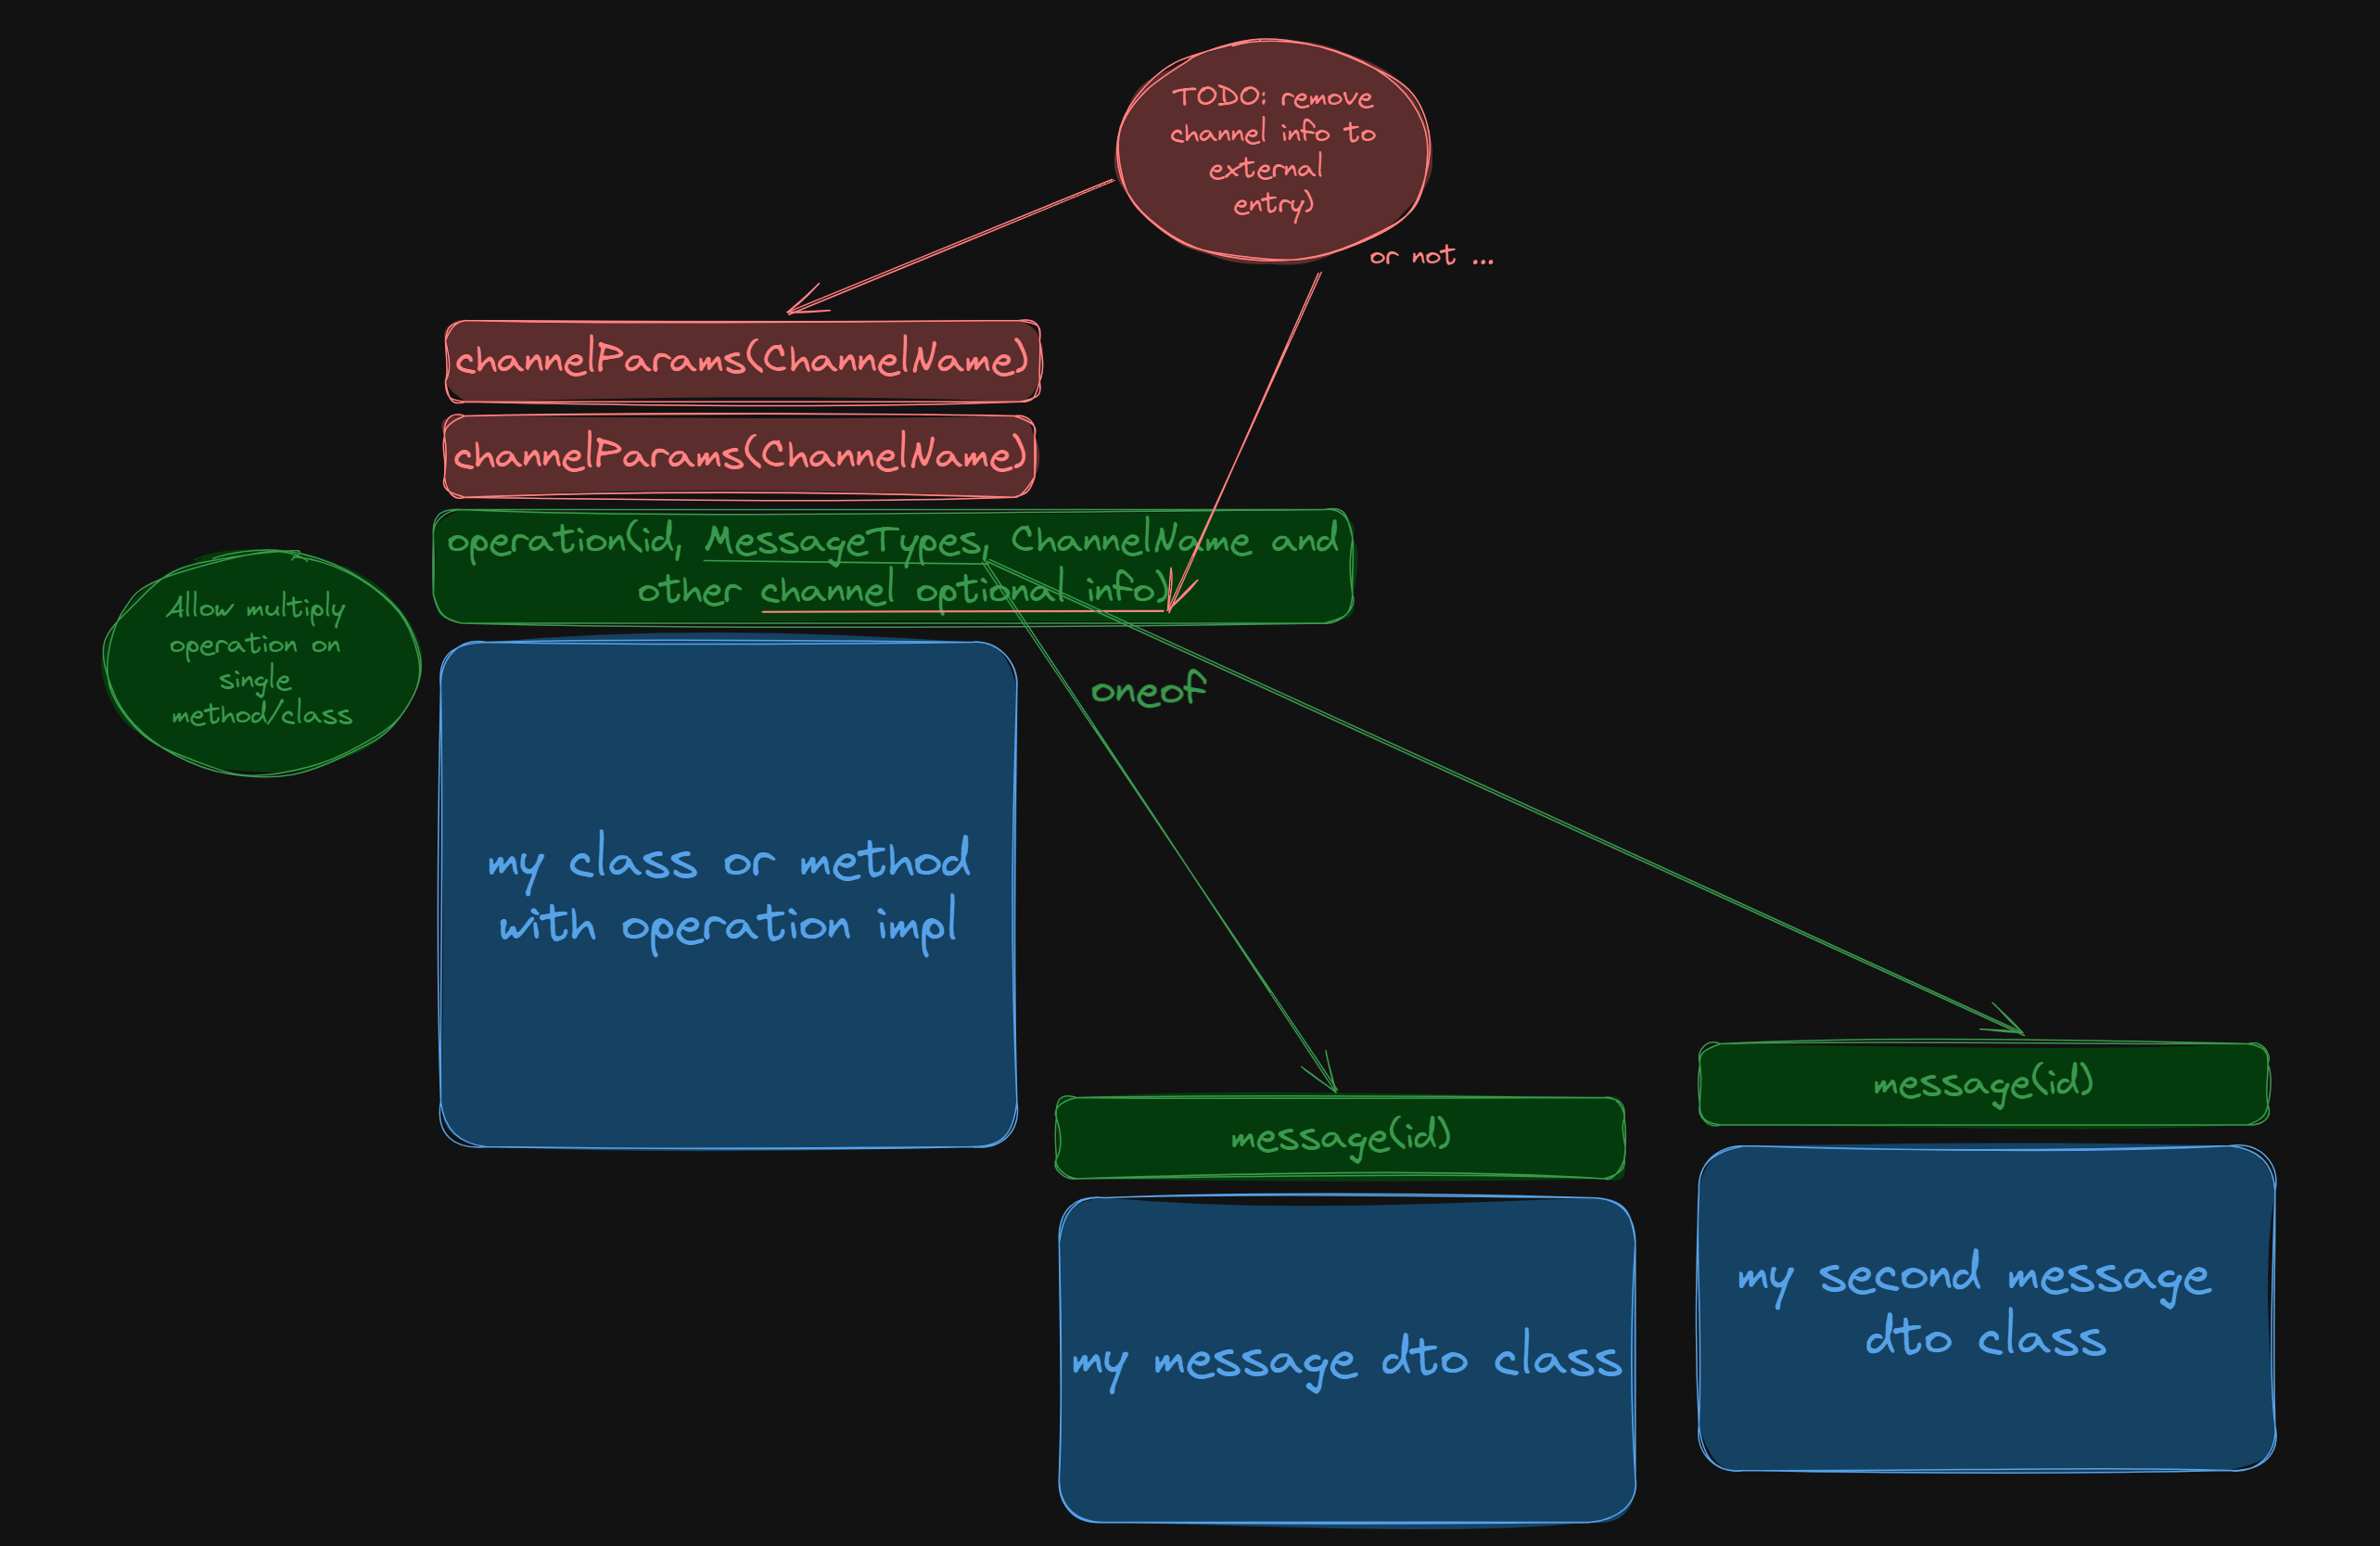 TODO: remove
channel info to
external
entry)
or not ...
channelParams(ChannelName)
channelParams(ChannelName)
operation(id, MessageTypes, ChannelName and
other channel optional info)
Allow multiply
operation on
single
method/class
oneof
my class or method
with operation impl
message(id)
message(id)
my second message
dto class
my message dto class